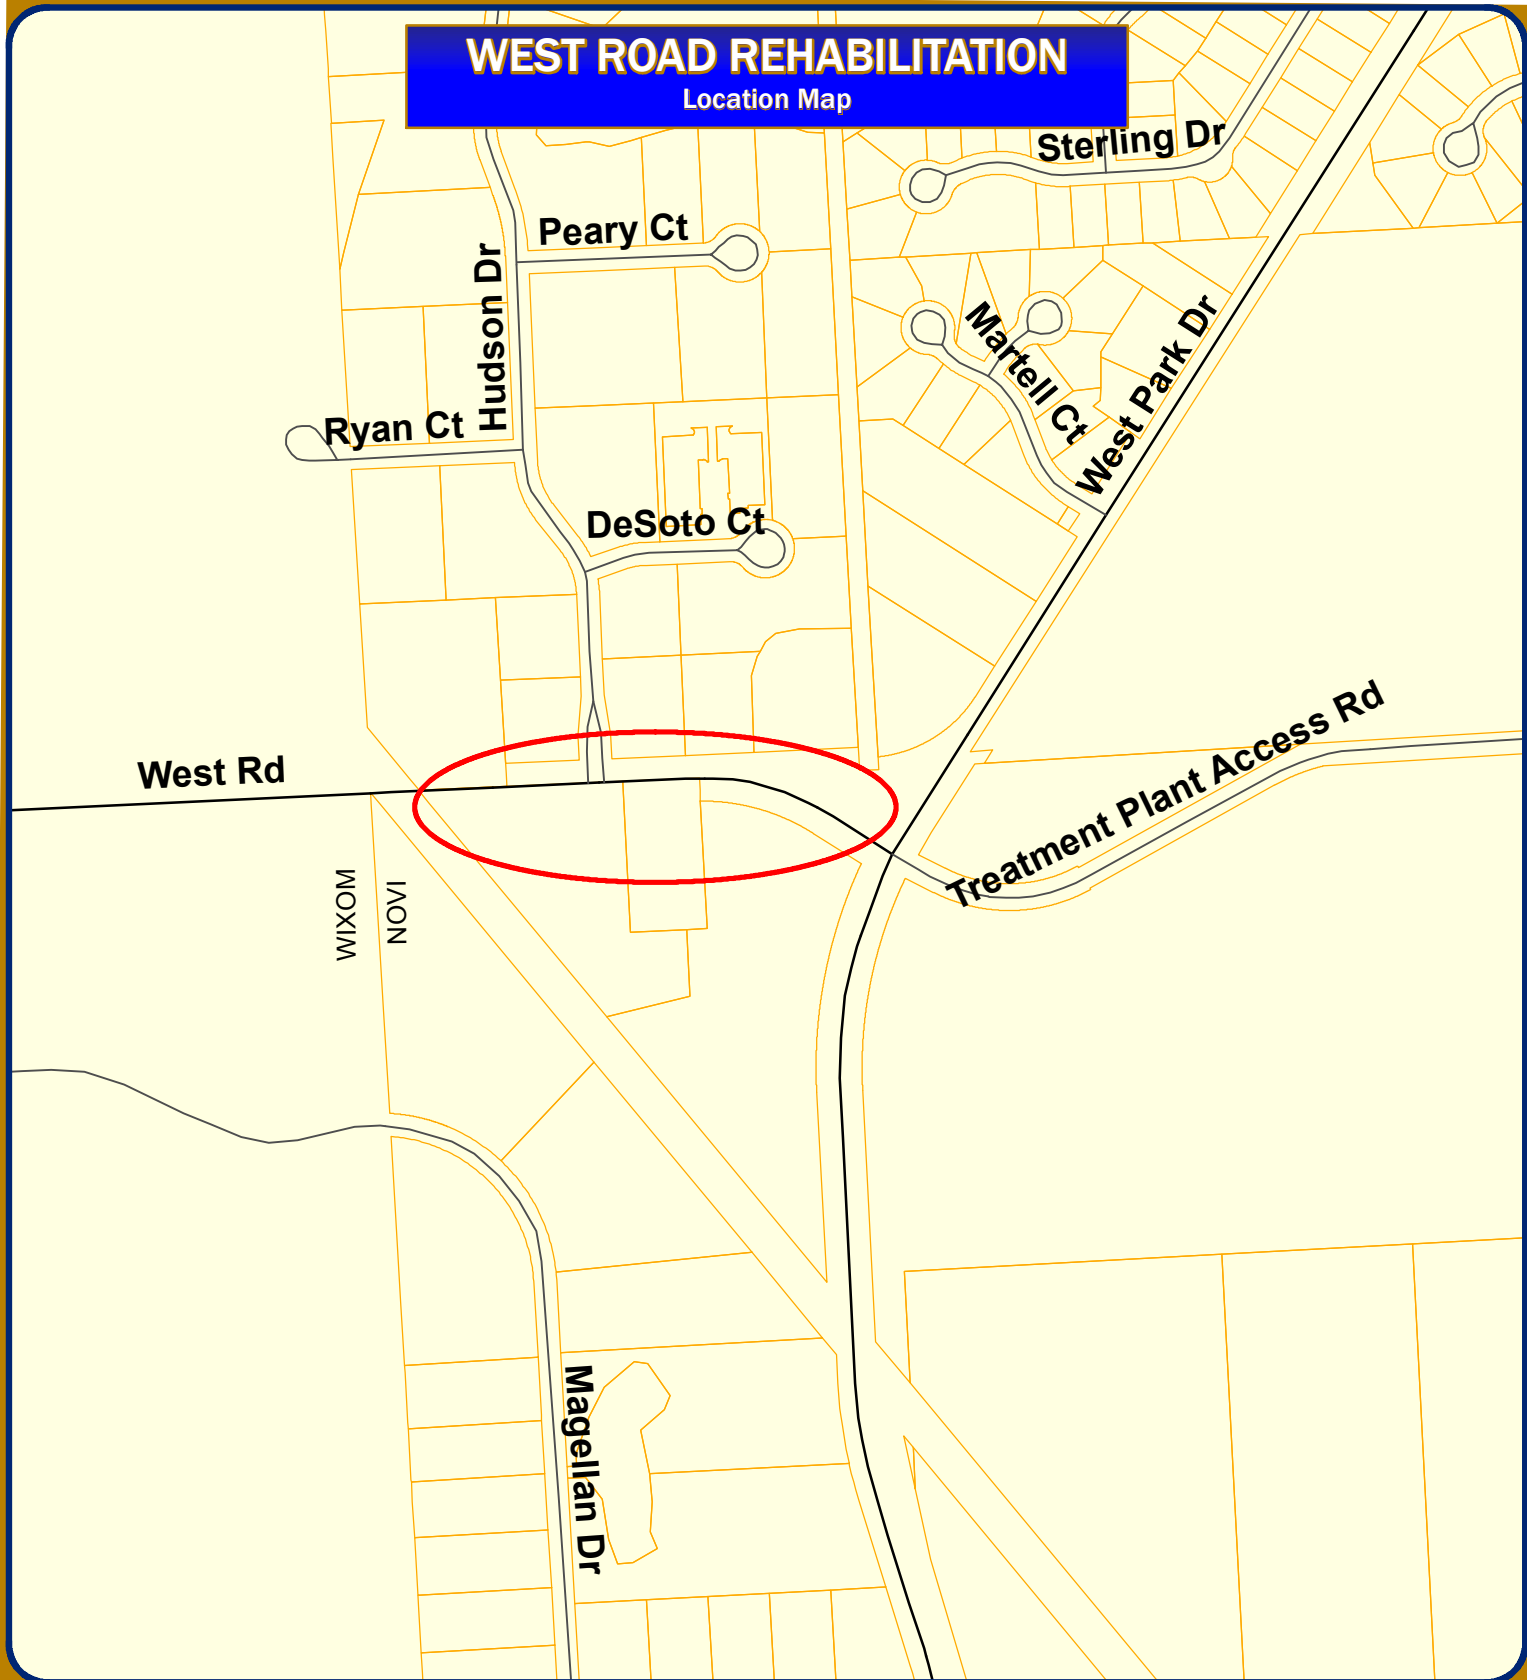 WEST ROAD REHABILITATION
Location Map
Sterling Dr
Peary Ct
Hudson Dr
Martell Ct
West Park Dr
Ryan Ct
DeSoto Ct
West Rd
Treatment Plant Access Rd
WIXOM
NOVI
Magellan Dr